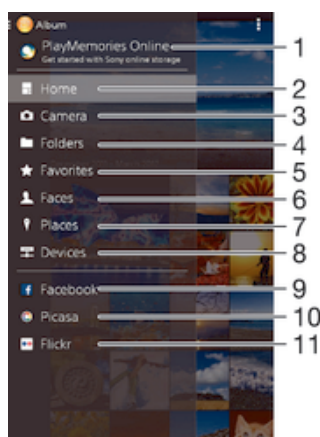 Album
PlayMemories Online 1
Get started with Sony online storage
Home 2
Camera 3
Folders 4
Favorites 5
Faces 6
Places 7
Devices 8
Facebook 9
Picasa 10
Flickr 11